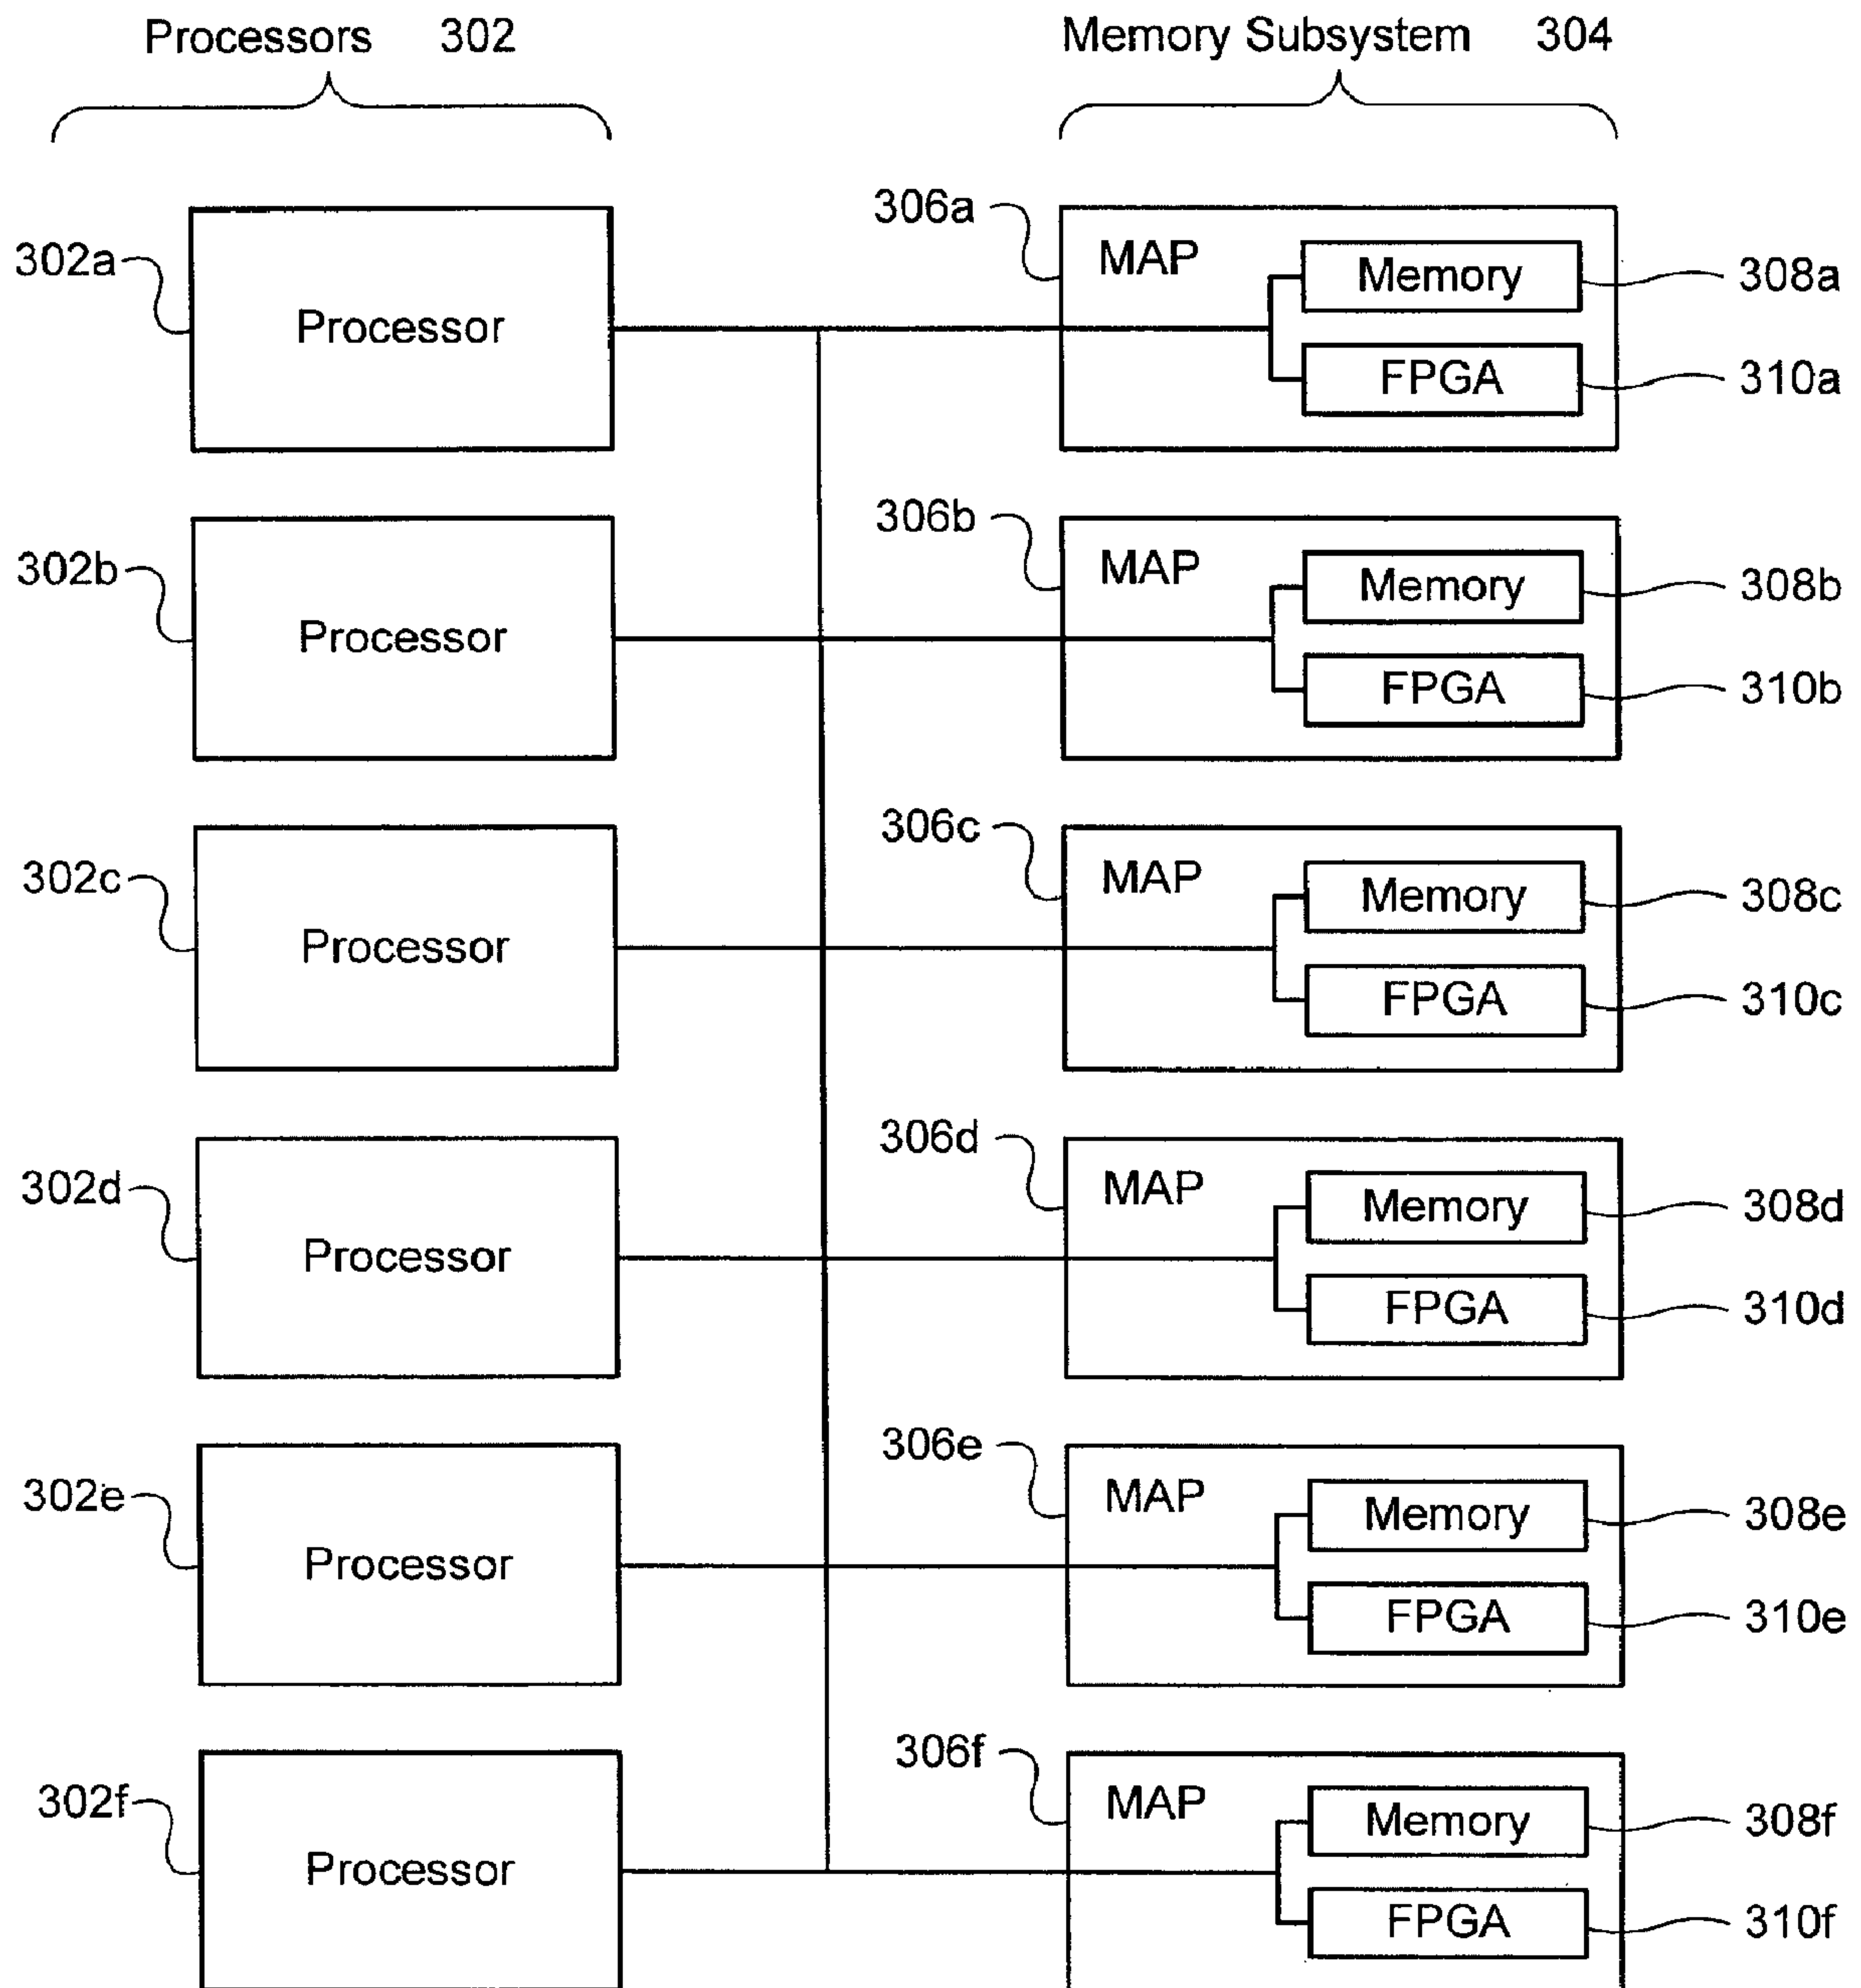 Processors 302
Memory Subsystem 304
306a
MAP
Memory
308a
302a
Processor
FPGA
310a
306b
MAP
Memory
308b
302b
Processor
FPGA
310b
306c
MAP
Memory
308c
302c
Processor
FPGA
310c
306d
MAP
Memory
308d
302d
Processor
FPGA
310d
306e
MAP
Memory
308e
302e
Processor
FPGA
310e
306f
MAP
Memory
308f
302f
Processor
FPGA
310f